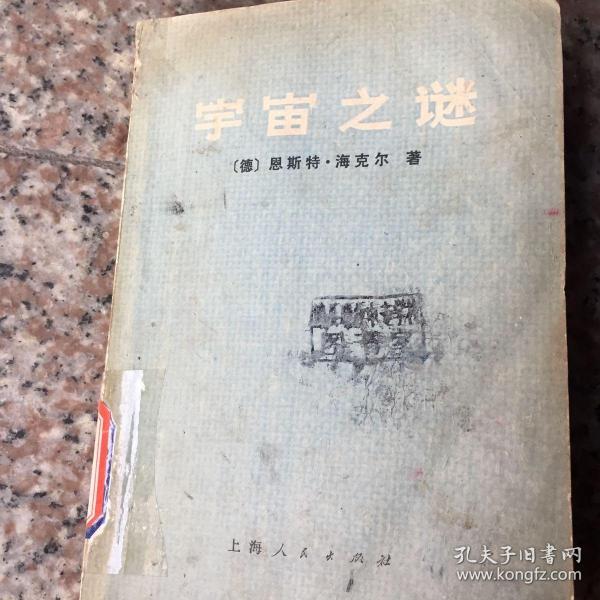 宇宙之谜
〔德〕恩斯特·海克尔 著
上海人民出版社
孔夫子旧书网
www.kongfz.com